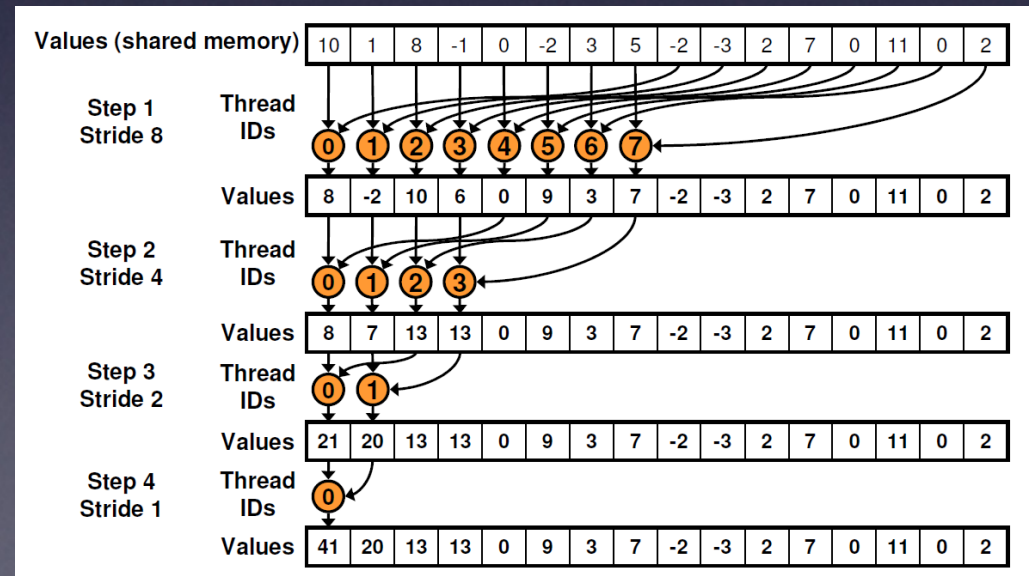 Values (shared memory) 10 1 8 -1 0 -2 3 5 -2 -3 2 7 0 11 0 2
Step 1 Stride 8 Thread IDs 0 1 2 3 4 5 6 7
Values 8 -2 10 6 0 9 3 7 -2 -3 2 7 0 11 0 2
Step 2 Stride 4 Thread IDs 0 1 2 3
Values 8 7 13 13 0 9 3 7 -2 -3 2 7 0 11 0 2
Step 3 Stride 2 Thread IDs 0 1
Values 21 20 13 13 0 9 3 7 -2 -3 2 7 0 11 0 2
Step 4 Stride 1 Thread IDs 0
Values 41 20 13 13 0 9 3 7 -2 -3 2 7 0 11 0 2